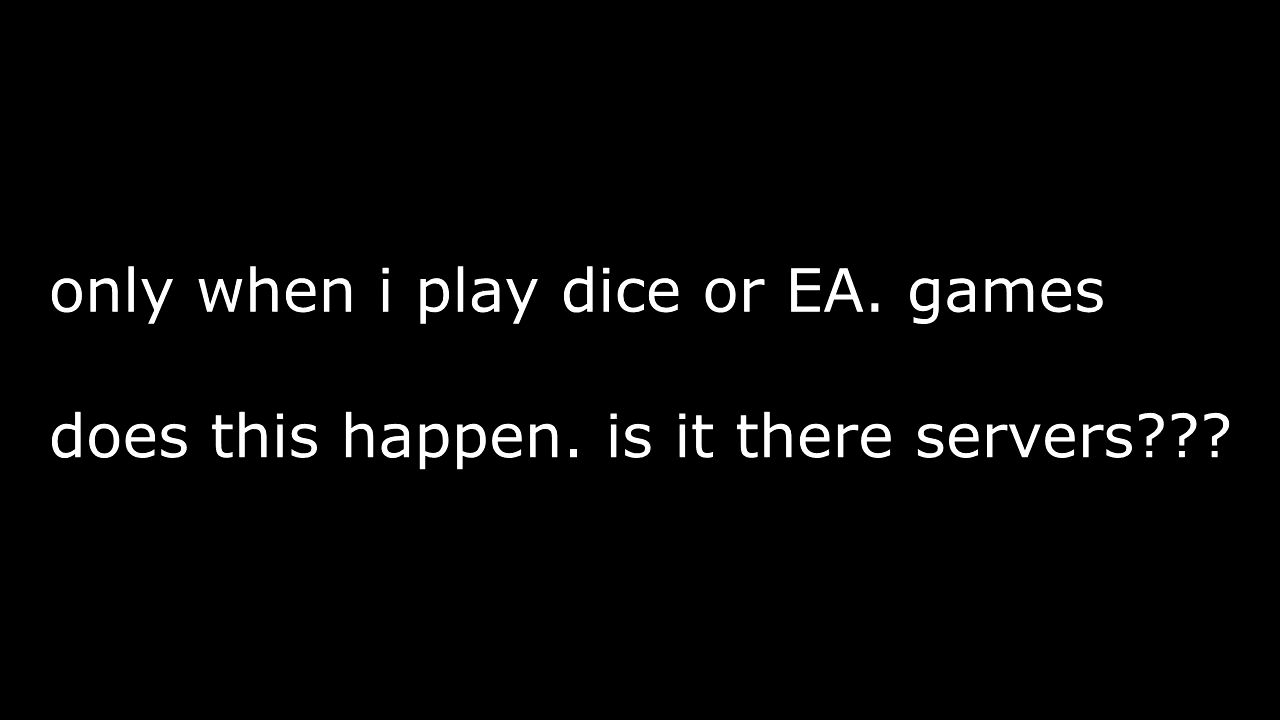 only when i play dice or EA. games
does this happen. is it there servers???